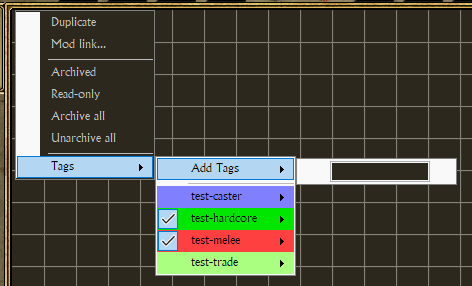 Duplicate
Mod link...
Archived
Read-only
Archive all
Unarchive all
Tags
Add Tags
test-caster
test-hardcore
test-melee
test-trade